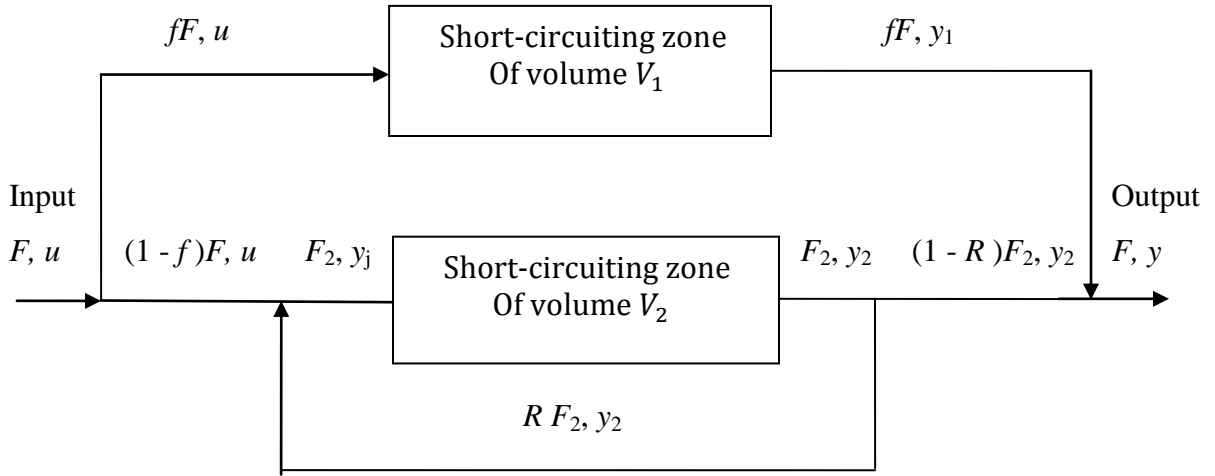 fF, u
Short-circuiting zone
Of volume V₁
fF, y₁
Input
Output
F, u
(1 - f )F, u
F₂, yⱼ
Short-circuiting zone
Of volume V₂
F₂, y₂
(1 - R )F₂, y₂
F, y
R F₂, y₂